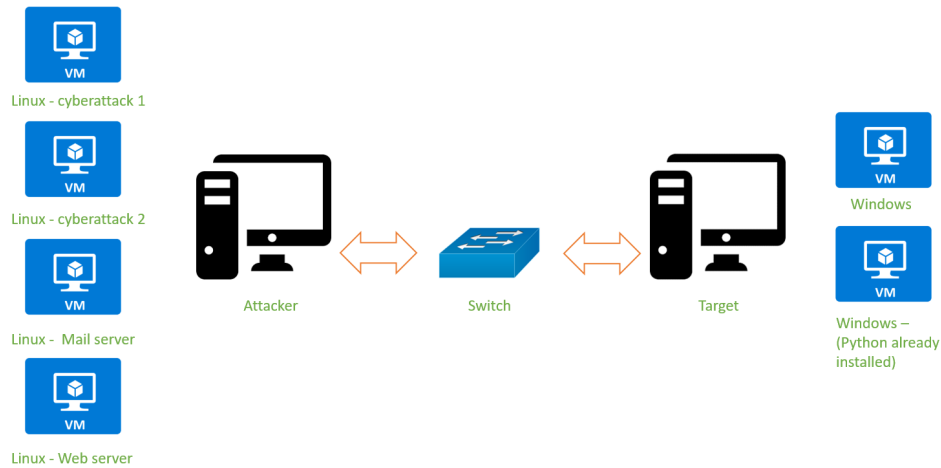 VM
Linux - cyberattack 1
VM
Linux - cyberattack 2
VM
Linux -  Mail server
VM
Linux - Web server
Attacker
Switch
Target
VM
Windows
VM
Windows –
(Python already
installed)